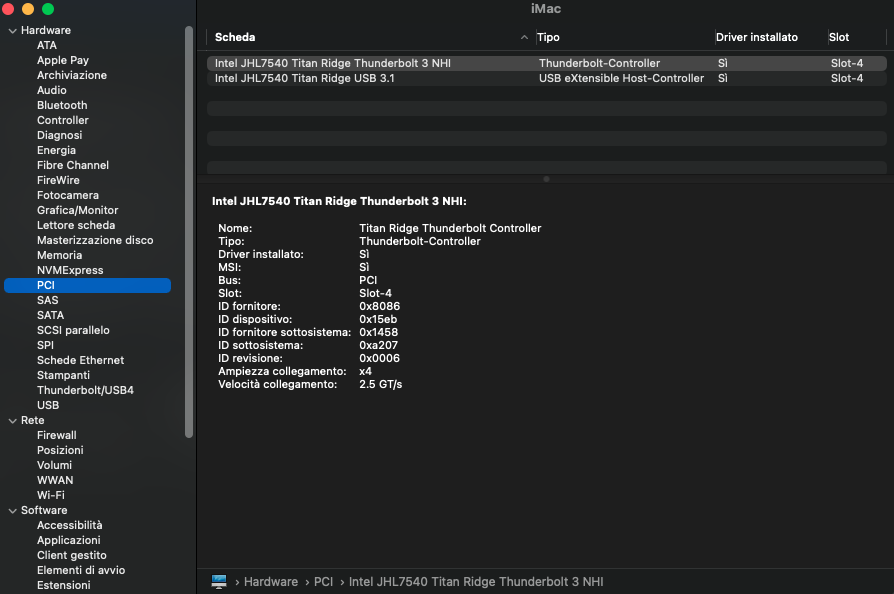 iMac
Hardware
ATA
Apple Pay
Archiviazione
Audio
Bluetooth
Controller
Diagnosi
Energia
Fibre Channel
FireWire
Fotocamera
Grafica/Monitor
Lettore scheda
Masterizzazione disco
Memoria
NVMExpress
PCI
SAS
SATA
SCSI parallelo
SPI
Schede Ethernet
Stampanti
Thunderbolt/USB4
USB
Rete
Firewall
Posizioni
Volumi
WWAN
Wi-Fi
Software
Accessibilità
Applicazioni
Client gestito
Elementi di avvio
Estensioni
Scheda Tipo Driver installato Slot
Intel JHL7540 Titan Ridge Thunderbolt 3 NHI Thunderbolt-Controller Sì Slot-4
Intel JHL7540 Titan Ridge USB 3.1 USB eXtensible Host-Controller Sì Slot-4
Intel JHL7540 Titan Ridge Thunderbolt 3 NHI:
Nome: Titan Ridge Thunderbolt Controller
Tipo: Thunderbolt-Controller
Driver installato: Sì
MSI: Sì
Bus: PCI
Slot: Slot-4
ID fornitore: 0x8086
ID dispositivo: 0x15eb
ID fornitore sottosistema: 0x1458
ID sottosistema: 0xa207
ID revisione: 0x0006
Ampiezza collegamento: x4
Velocità collegamento: 2.5 GT/s
› Hardware › PCI › Intel JHL7540 Titan Ridge Thunderbolt 3 NHI